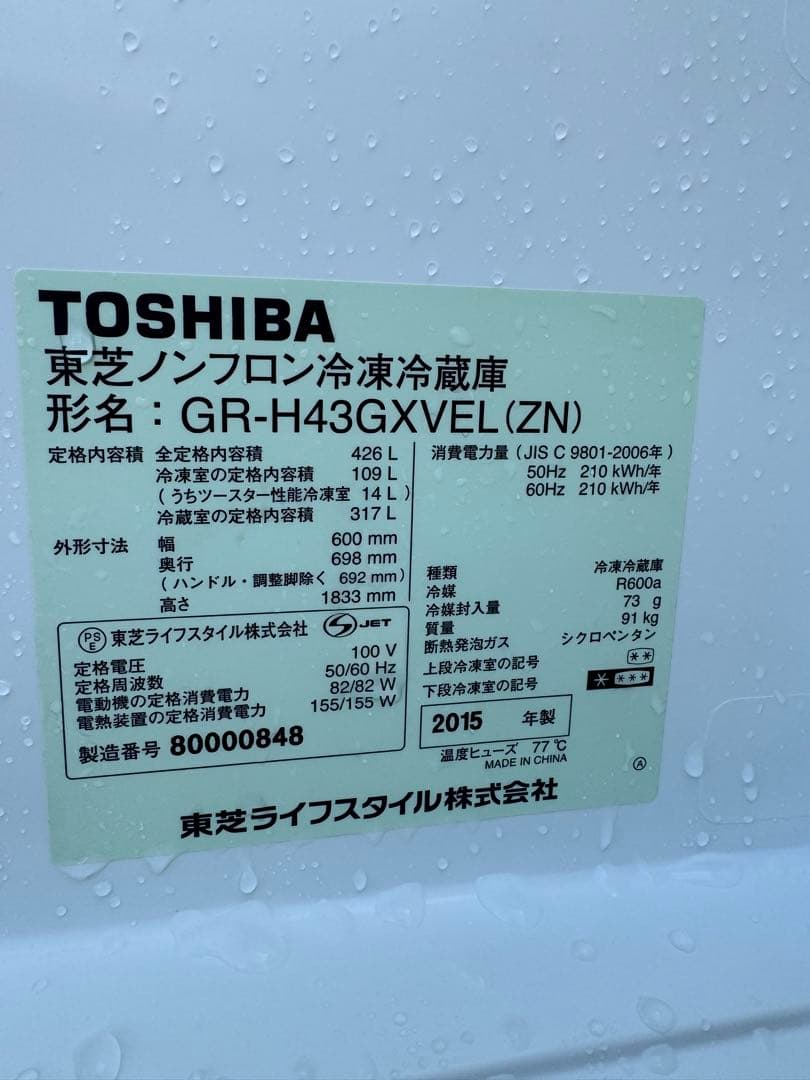 TOSHIBA
東芝ノンフロン冷凍冷蔵庫
形名：GR-H43GXVEL(ZN)
定格内容積 全定格内容積 426 L
冷凍室の定格内容積 109 L
(うちツースター性能冷凍室 14 L)
冷蔵室の定格内容積 317 L
外形寸法 幅 600 mm
奥行 698 mm
(ハンドル・調整脚除く 692 mm)
高さ 1833 mm
消費電力量 (JIS C 9801-2006年)
50Hz 210 kWh/年
60Hz 210 kWh/年
種類 冷凍冷蔵庫
冷媒 R600a
冷媒封入量 73 g
質量 91 kg
断熱発泡ガス シクロペンタン
上段冷凍室の記号 **
下段冷凍室の記号 * ***
PS E 東芝ライフスタイル株式会社 JET
定格電圧 100 V
定格周波数 50/60 Hz
電動機の定格消費電力 82/82 W
電熱装置の定格消費電力 155/155 W
製造番号 80000848
2015 年製
温度ヒューズ 77℃
MADE IN CHINA
A
東芝ライフスタイル株式会社